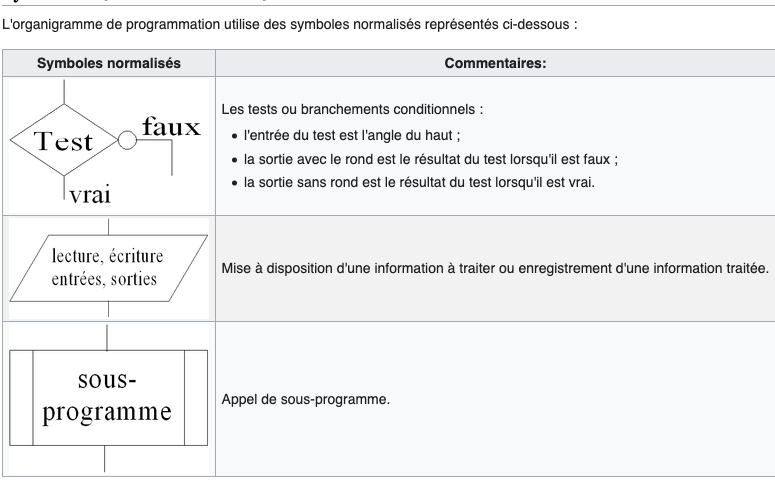 L'organigramme de programmation utilise des symboles normalisés représentés ci-dessous :
Symboles normalisés
Commentaires:
Test
faux
vrai
Les tests ou branchements conditionnels :
• l'entrée du test est l'angle du haut ;
• la sortie avec le rond est le résultat du test lorsqu'il est faux ;
• la sortie sans rond est le résultat du test lorsqu'il est vrai.
lecture, écriture
entrées, sorties
Mise à disposition d'une information à traiter ou enregistrement d'une information traitée.
sous-
programme
Appel de sous-programme.